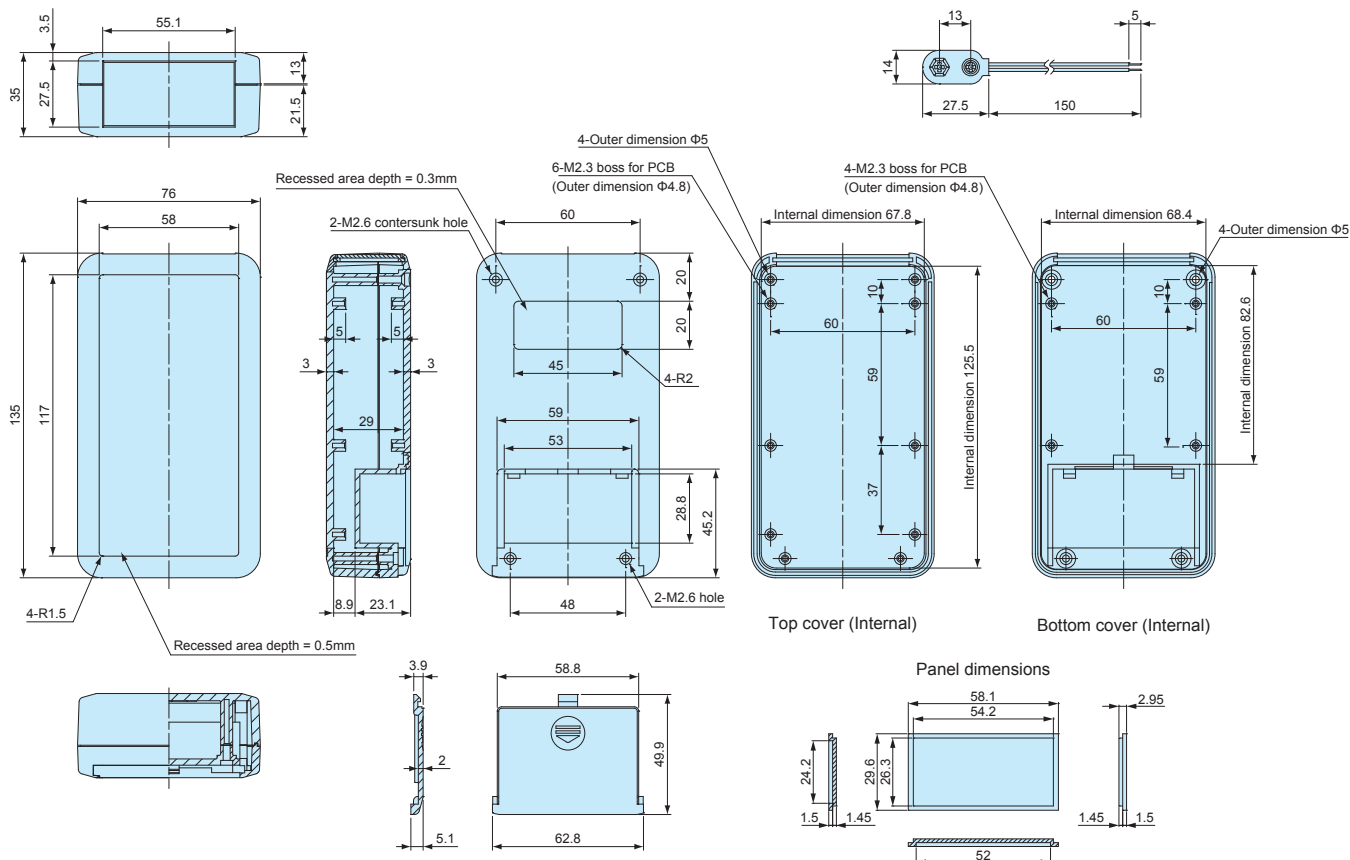 55.1
3.5
35
27.5
13
21.5
13
5
14
27.5
150
4-Outer dimension Φ5
6-M2.3 boss for PCB
(Outer dimension Φ4.8)
4-M2.3 boss for PCB
(Outer dimension Φ4.8)
Recessed area depth = 0.3mm
2-M2.6 contersunk hole
76
58
135
117
4-R1.5
Recessed area depth = 0.5mm
5
5
3
3
29
8.9
23.1
60
20
20
45
4-R2
59
53
28.8
45.2
48
2-M2.6 hole
Internal dimension 67.8
10
60
59
37
Internal dimension 125.5
Top cover (Internal)
Internal dimension 68.4
4-Outer dimension Φ5
10
60
59
Internal dimension 82.6
Bottom cover (Internal)
3.9
2
5.1
58.8
49.9
62.8
Panel dimensions
58.1
54.2
2.95
24.2
29.6
26.3
1.5
1.45
1.45
1.5
52